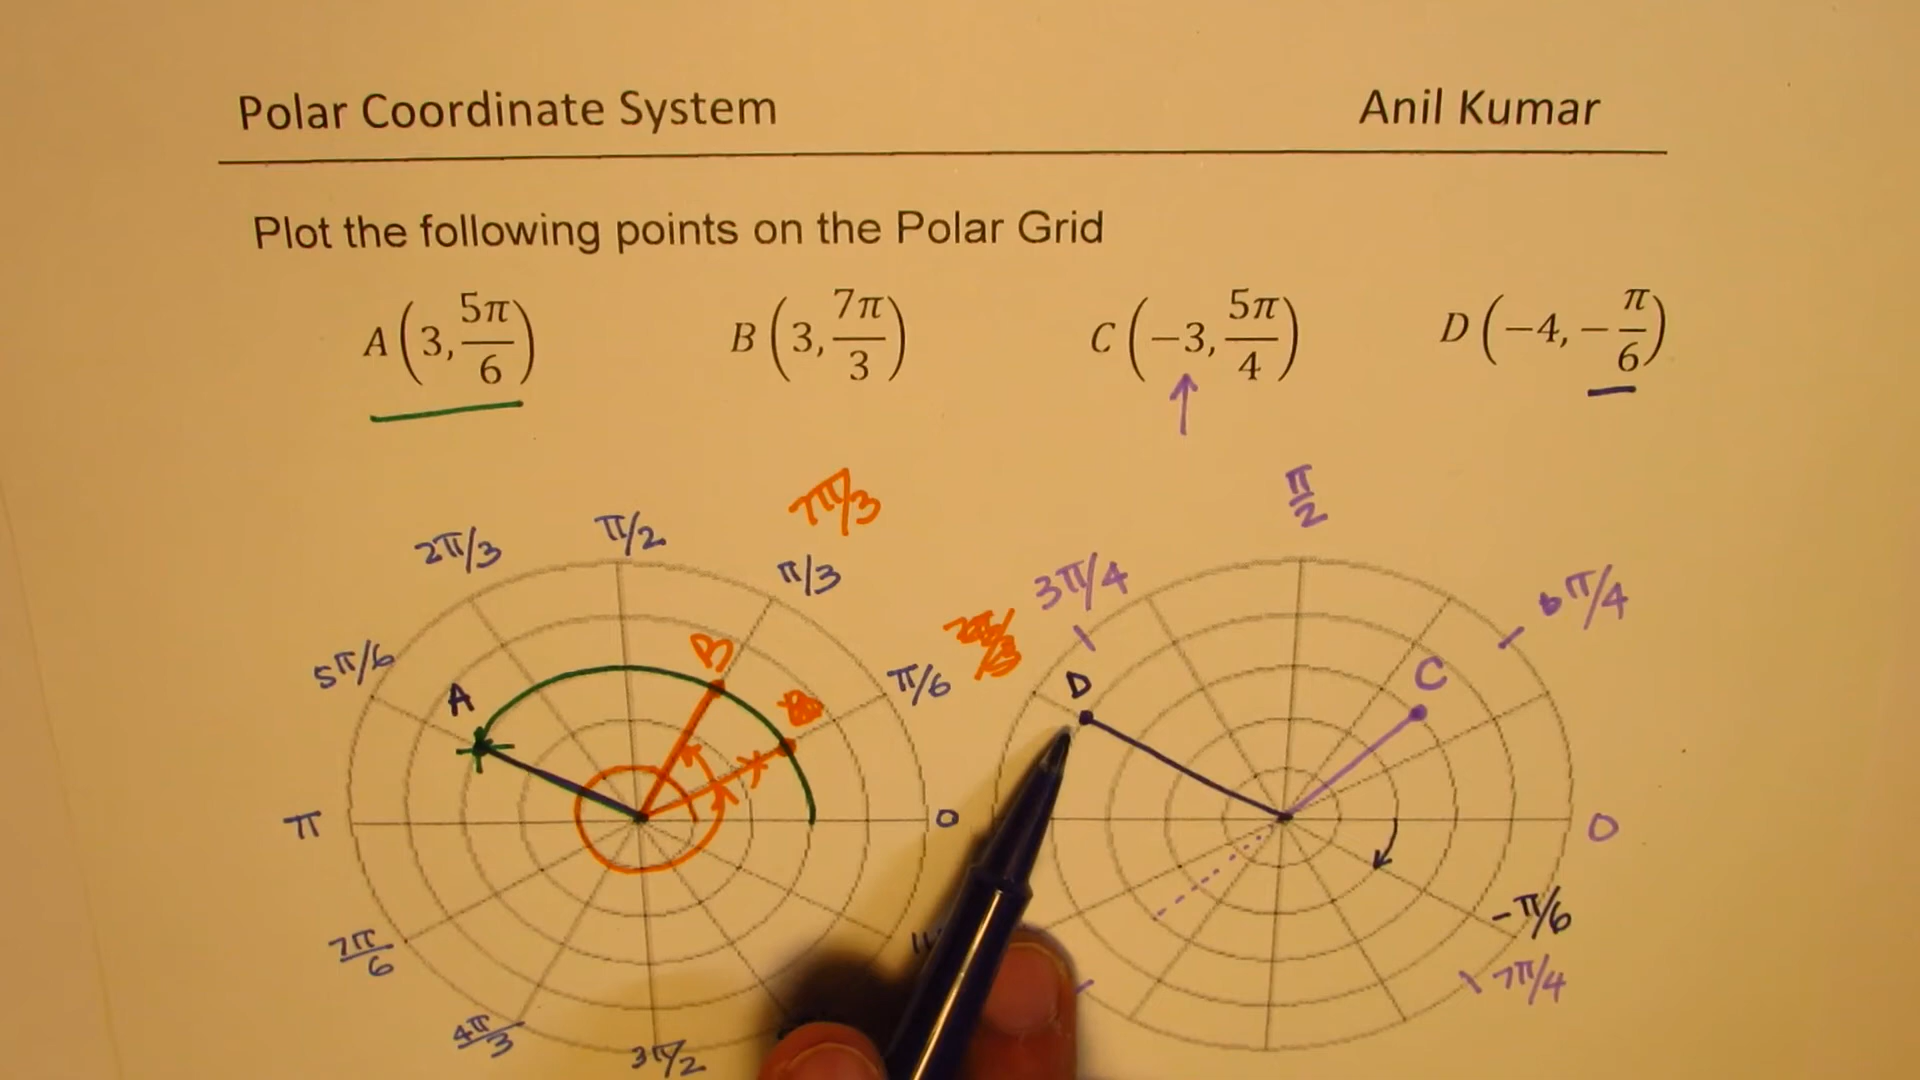 Polar Coordinate System Anil Kumar
Plot the following points on the Polar Grid
A(3, 5π/6) B(3, 7π/3) C(−3, 5π/4) D(−4, −π/6)
7π/3
π/2
2π/3 π/2 π/3
3π/4 π/4
5π/6 A B π/6 D C
π 0 0
7π/6 -π/6
7π/4
4π/3 3π/2